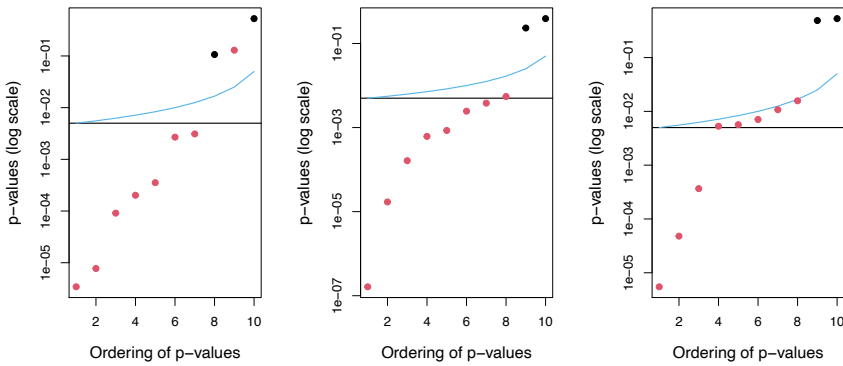 p−values (log scale)
1e−05 1e−04 1e−03 1e−02 1e−01
2 4 6 8 10
Ordering of p−values
p−values (log scale)
1e−07 1e−05 1e−03 1e−01
2 4 6 8 10
Ordering of p−values
p−values (log scale)
1e−05 1e−04 1e−03 1e−02 1e−01
2 4 6 8 10
Ordering of p−values